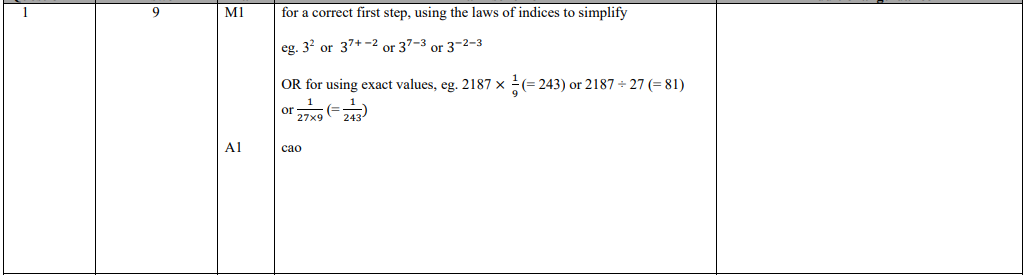 1 9 M1 for a correct first step, using the laws of indices to simplify
eg. 3² or 3⁷⁺⁻² or 3⁷⁻³ or 3⁻²⁻³
OR for using exact values, eg. 2187 × 1/9 (= 243) or 2187 ÷ 27 (= 81)
or 1/27×9 (= 1/243)
A1 cao